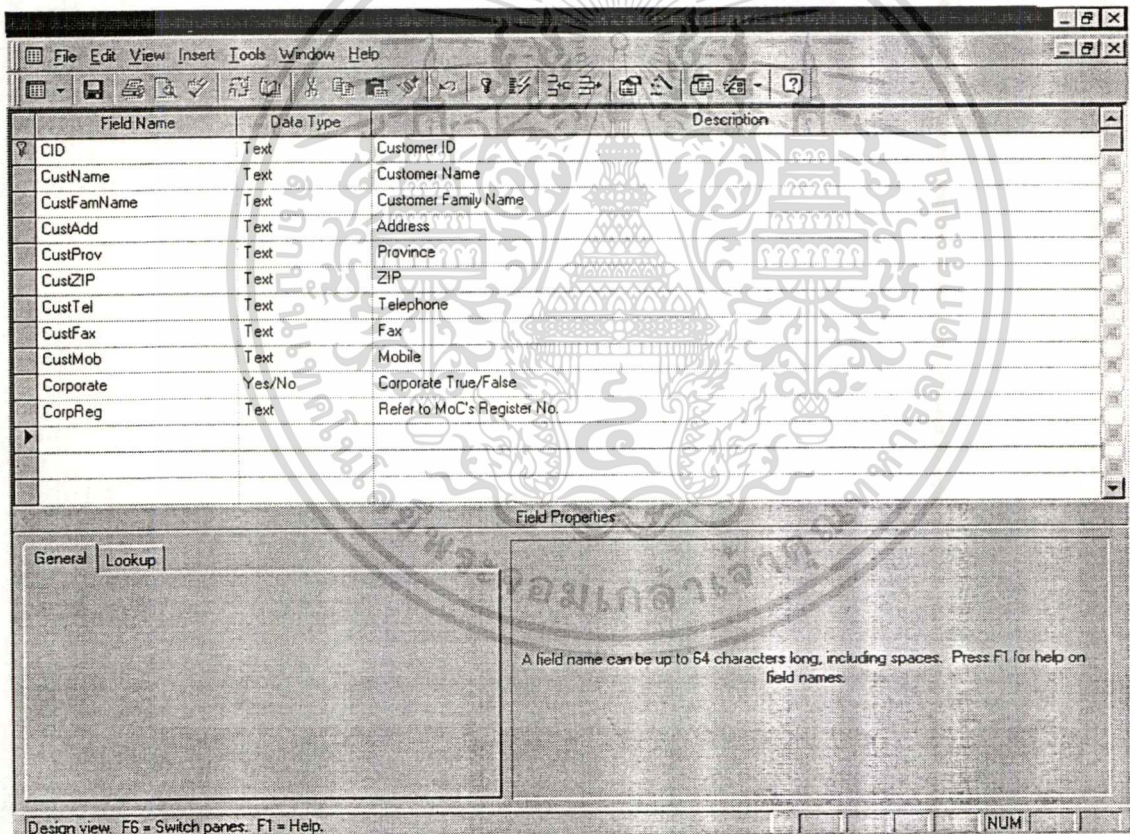 File Edit View Insert Tools Window Help
Field Name Data Type Description
CID Text Customer ID
CustName Text Customer Name
CustFamName Text Customer Family Name
CustAdd Text Address
CustProv Text Province
CustZIP Text ZIP
CustTel Text Telephone
CustFax Text Fax
CustMob Text Mobile
Corporate Yes/No Corporate True/False
CorpReg Text Refer to MoC's Register No.
Field Properties
General Lookup
A field name can be up to 64 characters long, including spaces. Press F1 for help on
field names.
Design view. F6 = Switch panes. F1 = Help. NUM